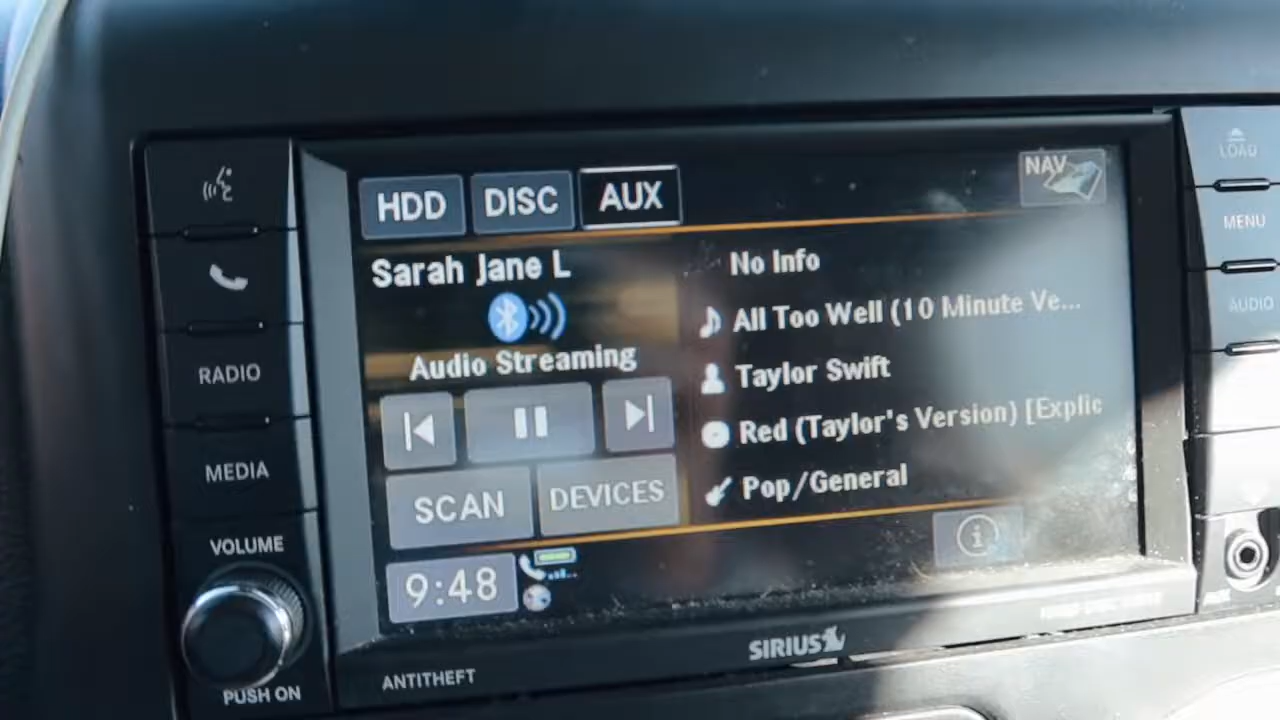 HDD DISC AUX
NAV
LOAD
MENU
AUDIO
Sarah Jane L
Audio Streaming
SCAN DEVICES
9:48
No Info
All Too Well (10 Minute Ve...
Taylor Swift
Red (Taylor's Version) [Explic
Pop/General
i
RADIO
MEDIA
VOLUME
PUSH ON
ANTITHEFT
SIRIUS